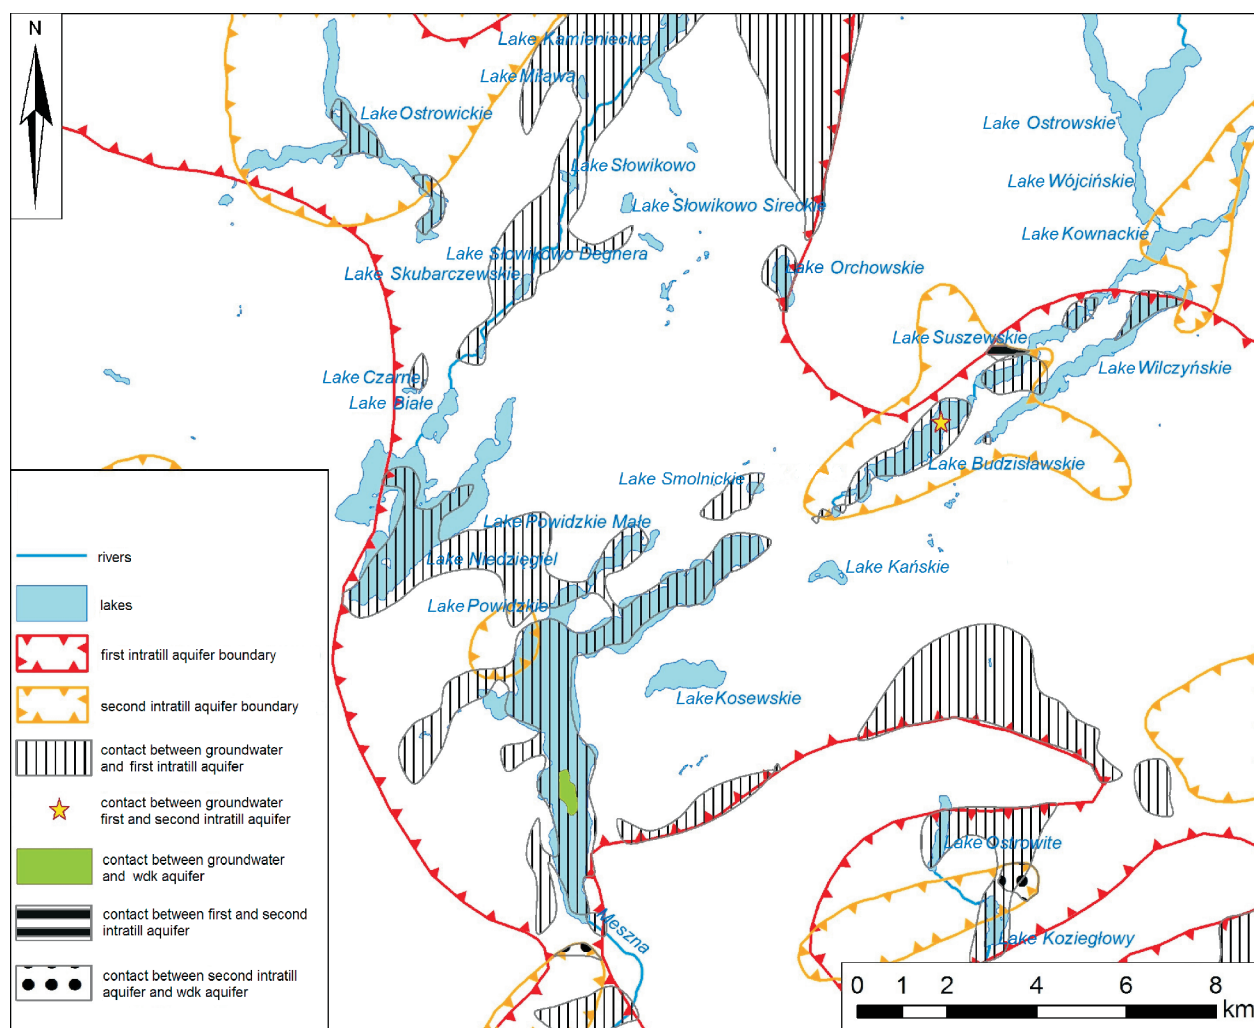 N
Lake Kamienieckie
Lake Miława
Lake Ostrowickie
Lake Ostrowskie
Lake Słowikowo
Lake Wójcińskie
Lake Słowikowo Sireckie
Lake Kownackie
Lake Słowikowo Degnera
Lake Skubarczewskie
Lake Orchowskie
Lake Suszewskie
Lake Czarne
Lake Wilczyńskie
Lake Białe
Lake Budzisławskie
Lake Smolnickie
Lake Powidzkie Małe
Lake Niedzięgiel
Lake Kańskie
Lake Powidzkie
Lake Kosewskie
Lake Ostrowite
Meszna
Lake Koziegłowy
rivers
lakes
first intratill aquifer boundary
second intratill aquifer boundary
contact between groundwater
and first intratill aquifer
contact between groundwater
first and second intratill aquifer
contact between groundwater
and wdk aquifer
contact between first and second
intratill aquifer
contact between second intratill
aquifer and wdk aquifer
0 1 2 4 6 8
km